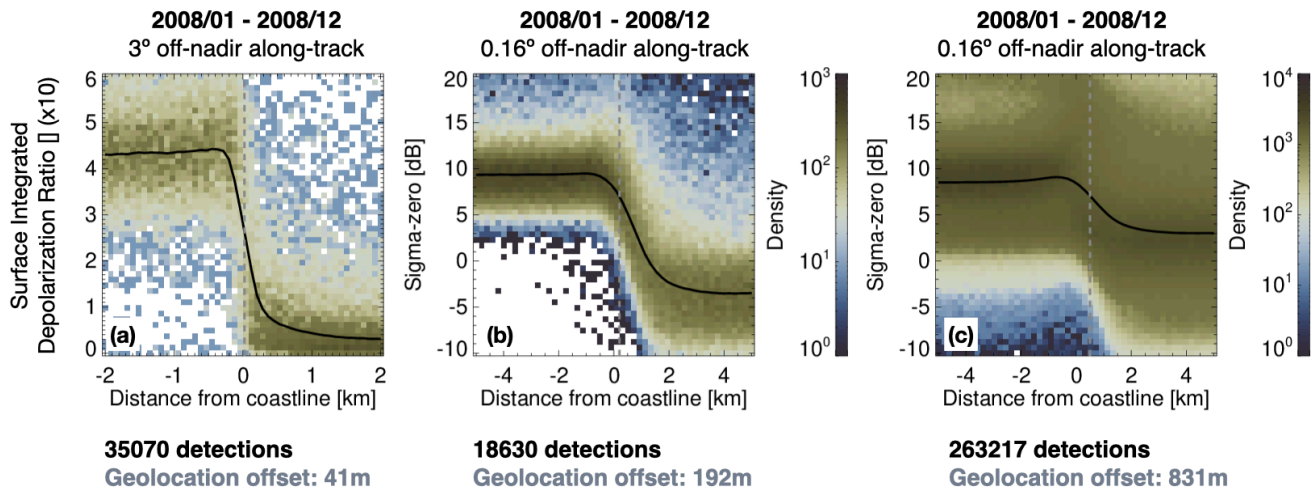 2008/01 - 2008/12
3º off-nadir along-track
Surface Integrated
Depolarization Ratio [] (x10)
6
5
4
3
2
1
0
(a)
-2 -1 0 1 2
Distance from coastline [km]
35070 detections
Geolocation offset: 41m
2008/01 - 2008/12
0.16º off-nadir along-track
Sigma-zero [dB]
20
15
10
5
0
-5
-10
(b)
-4 -2 0 2 4
Distance from coastline [km]
Density
10³
10²
10¹
10⁰
18630 detections
Geolocation offset: 192m
2008/01 - 2008/12
0.16º off-nadir along-track
Sigma-zero [dB]
20
15
10
5
0
-5
-10
(c)
-4 -2 0 2 4
Distance from coastline [km]
Density
10⁴
10³
10²
10¹
10⁰
263217 detections
Geolocation offset: 831m